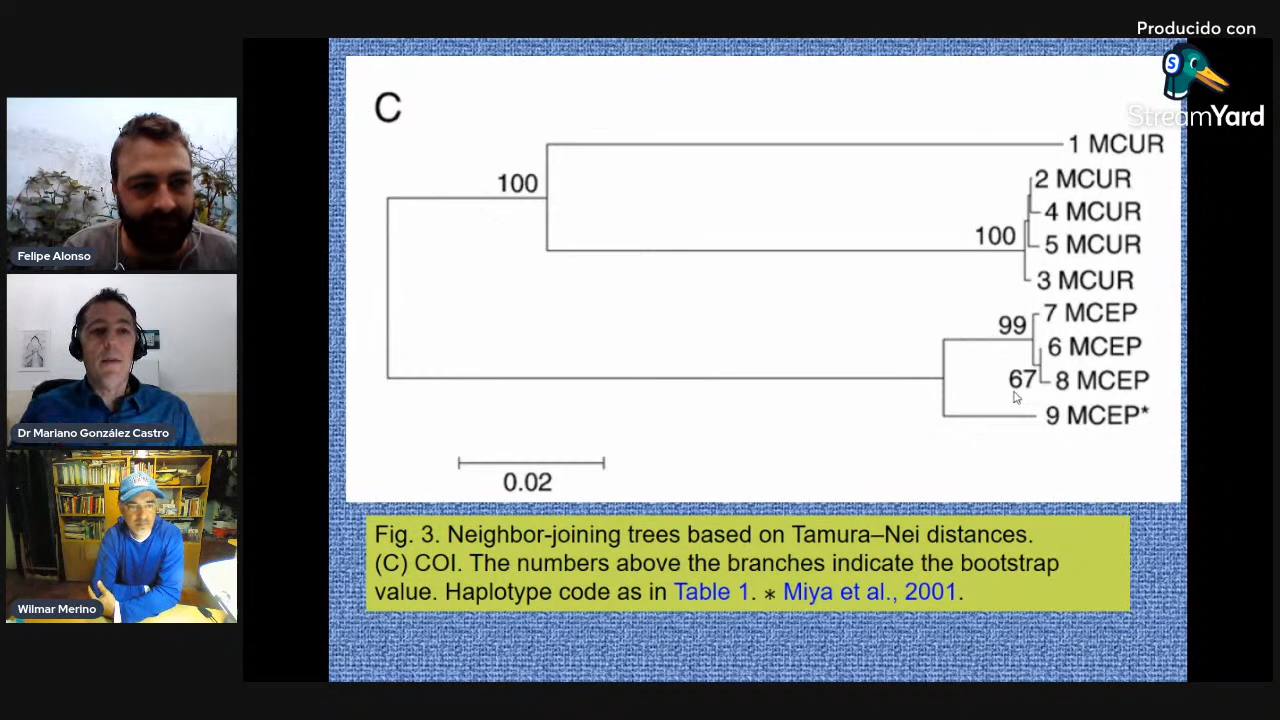 Producido con
StreamYard
C
1 MCUR
100
2 MCUR
4 MCUR
100
5 MCUR
3 MCUR
7 MCEP
99
6 MCEP
67
8 MCEP
9 MCEP*
0.02
Fig. 3. Neighbor-joining trees based on Tamura–Nei distances.
(C) COI. The numbers above the branches indicate the bootstrap
value. Haplotype code as in Table 1. * Miya et al., 2001.
Felipe Alonso
Dr Mariano González Castro
Wilmar Merino